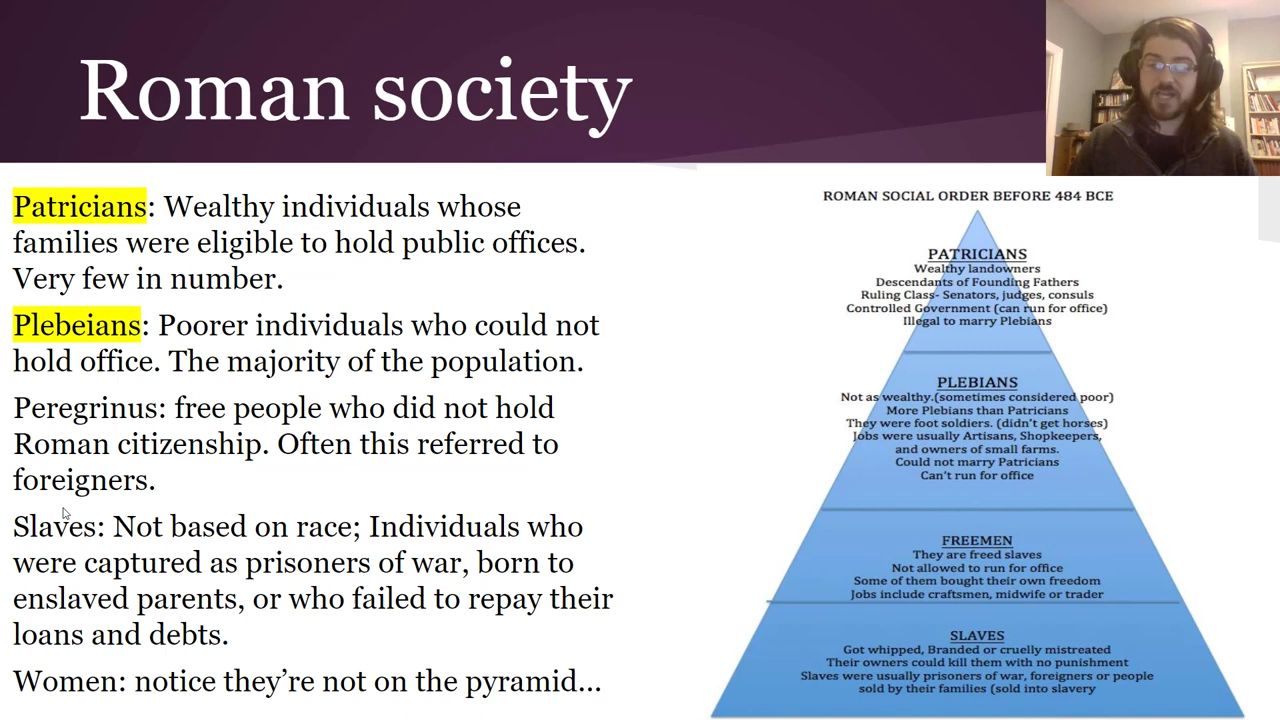 Roman society
Patricians: Wealthy individuals whose
families were eligible to hold public offices.
Very few in number.
Plebeians: Poorer individuals who could not
hold office. The majority of the population.
Peregrinus: free people who did not hold
Roman citizenship. Often this referred to
foreigners.
Slaves: Not based on race; Individuals who
were captured as prisoners of war, born to
enslaved parents, or who failed to repay their
loans and debts.
Women: notice they're not on the pyramid...
ROMAN SOCIAL ORDER BEFORE 484 BCE
PATRICIANS
Wealthy landowners
Descendants of Founding Fathers
Ruling Class- Senators, judges, consuls
Controlled Government (can run for office)
Illegal to marry Plebians
PLEBIANS
Not as wealthy.(sometimes considered poor)
More Plebians than Patricians
They were foot soldiers. (didn't get horses)
Jobs were usually Artisans, Shopkeepers,
and owners of small farms.
Could not marry Patricians
Can't run for office
FREEMEN
They are freed slaves
Not allowed to run for office
Some of them bought their own freedom
Jobs include craftsmen, midwife or trader
SLAVES
Got whipped, Branded or cruelly mistreated
Their owners could kill them with no punishment
Slaves were usually prisoners of war, foreigners or people
sold by their families (sold into slavery